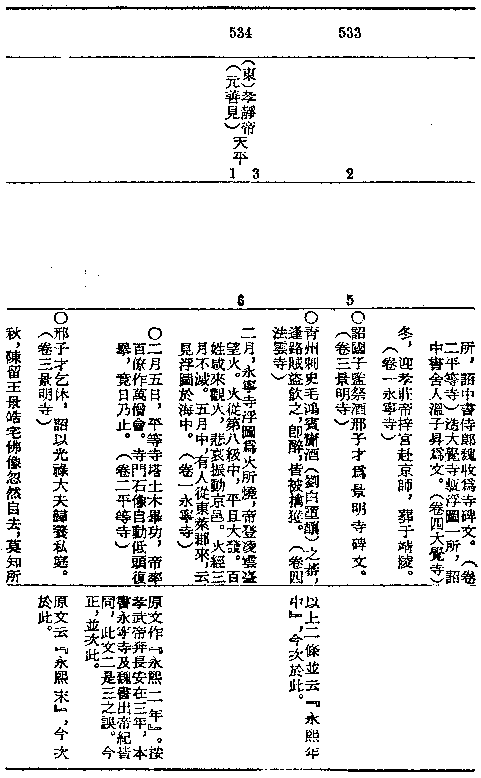 533
534
(東)孝靜帝天平
(元善見)
2
3
1
5
6
所,詔中書侍郎魏收爲寺碑文。(卷
二平等寺)造大覺寺塼浮圖一所,詔
中書舍人溫子昇爲文。(卷四大覺寺)
冬,迎孝莊帝梓宮赴京師,葬于靖陵。
(卷一永寧寺)
〇詔國子監祭酒邢子才爲景明寺碑文。
(卷三景明寺)
〇青州刺史毛鴻賓齎酒(劉白墮釀)之蕃,
逢路賊盜飲之,卽醉,皆被擒獲。(卷四
法雲寺)
二月,永寧寺浮圖爲火所燒,帝登凌雲臺
望火。火從第八級中,平旦大發。百
姓咸來觀火,悲哀振動京邑。火經三
月不滅。五月中,有人從東萊郡來,云
見浮圖於海中。(卷一永寧寺)
〇二月五日,平等寺塔土木畢功,帝率
百僚作萬僧會。寺門石像自動低頭復
舉,竟日乃止。(卷二平等寺)
〇邢子才乞休,詔以光祿大夫歸養私庭。
(卷三景明寺)
秋,陳留王景皓宅佛像忽然自去,莫知所
以上二條並云『永熙年
中』,今次於此。
原文作『永熙二年』。按
孝武帝奔長安在三年,本
書永寧寺及魏書出帝紀皆
同,此文二是三之誤。今
正,並次此。
原文云『永熙末』,今次
於此。